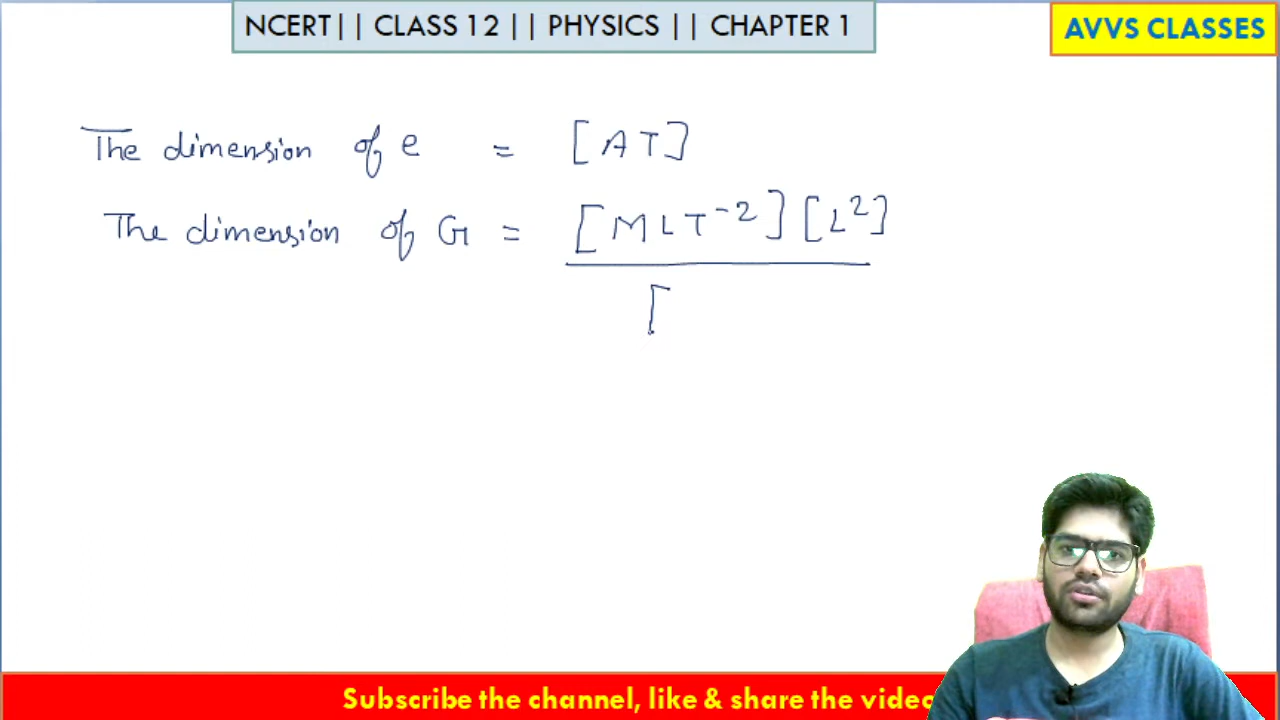 NCERT|| CLASS 12 || PHYSICS || CHAPTER 1
AVVS CLASSES
The dimension of e = [AT]
The dimension of G = [MLT⁻²][L²]
[
Subscribe the channel, like & share the video